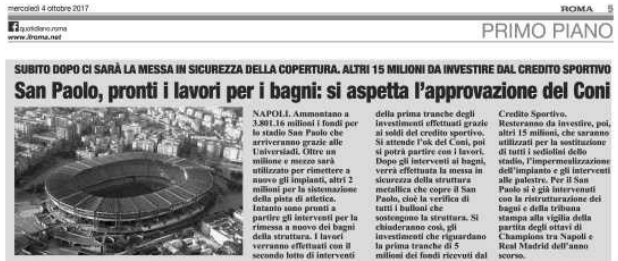 mercoledì 4 ottobre 2017
ROMA 5
quotidiano.roma
www.ilroma.net
PRIMO PIANO
SUBITO DOPO CI SARÀ LA MESSA IN SICUREZZA DELLA COPERTURA. ALTRI 15 MILIONI DA INVESTIRE DAL CREDITO SPORTIVO
San Paolo, pronti i lavori per i bagni: si aspetta l'approvazione del Coni
NAPOLI. Ammontano a
3.801.16 milioni i fondi per
lo stadio San Paolo che
arriveranno grazie alle
Universiadi. Oltre un
milione e mezzo sarà
utilizzato per rimettere a
nuovo gli impianti, altri 2
milioni per la sistemazione
della pista di atletica.
Intanto sono pronti a
partire gli interventi per la
rimessa a nuovo dei bagni
della struttura. I lavori
verranno effettuati con il
secondo lotto di interventi
della prima tranche degli
investimenti effettuati grazie
ai soldi del credito sportivo.
Si attende l'ok del Coni, poi
si potrà partire con i lavori.
Dopo gli interventi ai bagni,
verrà effettuata la messa in
sicurezza della struttura
metallica che copre il San
Paolo, cioè la verifica di
tutti i bulloni che
sostengono la struttura. Si
chiuderanno così, gli
investimenti che riguardano
la prima tranche di 5
milioni dei fondi ricevuti dal
Credito Sportivo.
Resteranno da investire, poi,
altri 15 milioni, che saranno
utilizzati per la sostituzione
di tutti i sediolini dello
stadio, l'impermealizzazione
dell'impianto e gli interventi
alle palestre. Per il San
Paolo si è già intervenuti
con la ristrutturazione dei
bagni e della tribuna
stampa alla vigilia della
partita degli ottavi di
Champions tra Napoli e
Real Madrid dell'anno
scorso.